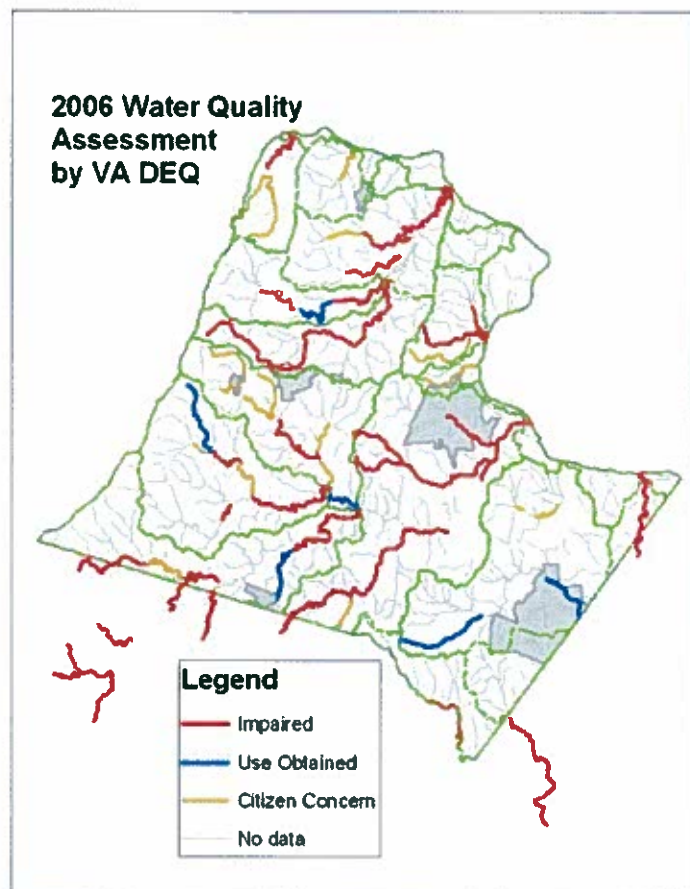 2006 Water Quality
Assessment
by VA DEQ
Legend
Impaired
Use Obtained
Citizen Concern
No data